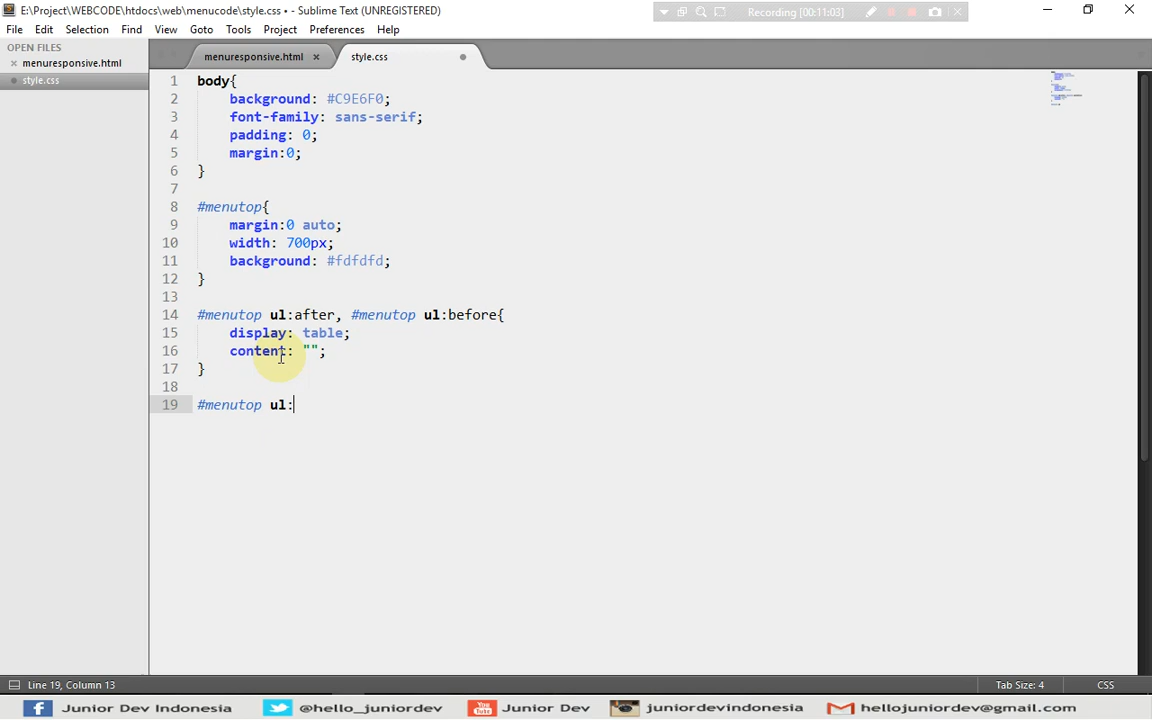 E:\Project\WEBCODE\htdocs\web\menucode\style.css • - Sublime Text (UNREGISTERED)
Recording [00:11:03]
File Edit Selection Find View Goto Tools Project Preferences Help
OPEN FILES
menuresponsive.html
style.css
menuresponsive.html
style.css
1 body{
2 background: #C9E6F0;
3 font-family: sans-serif;
4 padding: 0;
5 margin:0;
6 }
7
8 #menutop{
9 margin:0 auto;
10 width: 700px;
11 background: #fdfdfd;
12 }
13
14 #menutop ul:after, #menutop ul:before{
15 display: table;
16 content: "";
17 }
18
19 #menutop ul:
Line 19, Column 13
Tab Size: 4
CSS
Junior Dev Indonesia @hello_juniordev Junior Dev juniordevindonesia hellojuniordev@gmail.com